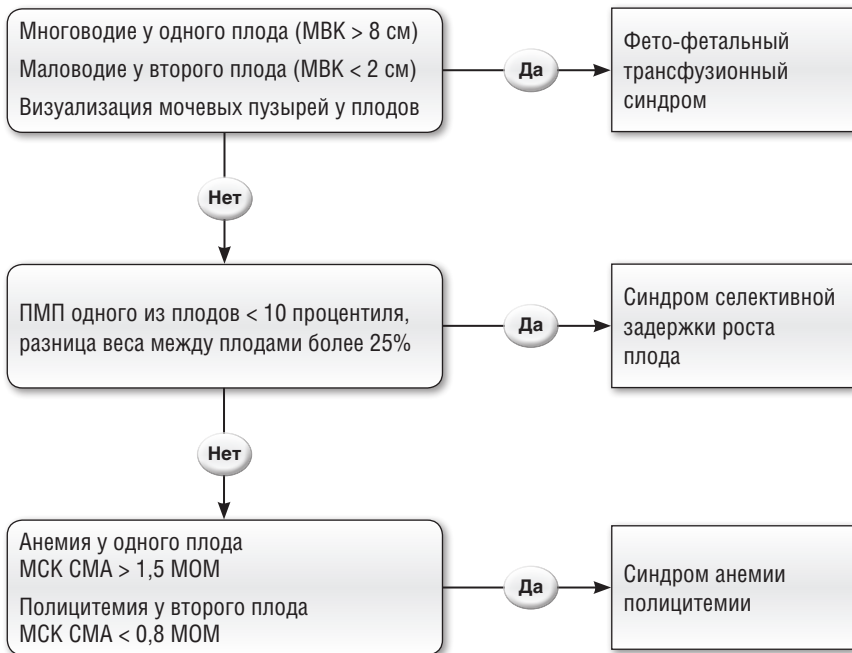 Многоводие у одного плода (МВК > 8 см)
Маловодие у второго плода (МВК < 2 см)
Визуализация мочевых пузырей у плодов
Да
Фето-фетальный
трансфузионный
синдром
Нет
ПМП одного из плодов < 10 процентиля,
разница веса между плодами более 25%
Да
Синдром селективной
задержки роста
плода
Нет
Анемия у одного плода
МСК СМА > 1,5 МОМ
Полицитемия у второго плода
МСК СМА < 0,8 МОМ
Да
Синдром анемии
полицитемии